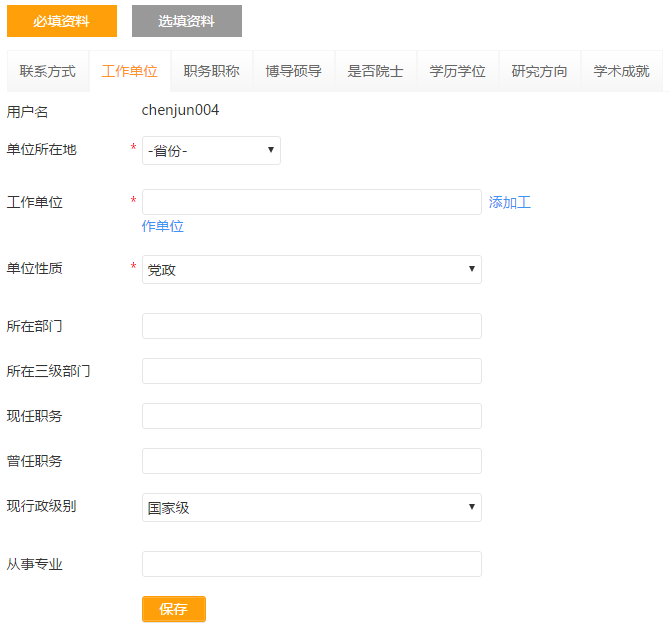 必填资料 选填资料
联系方式 工作单位 职务职称 博导硕导 是否院士 学历学位 研究方向 学术成就
用户名 chenjun004
单位所在地 * -省份-
工作单位 * 添加工
作单位
单位性质 * 党政
所在部门
所在三级部门
现任职务
曾任职务
现行政级别 国家级
从事专业
保存